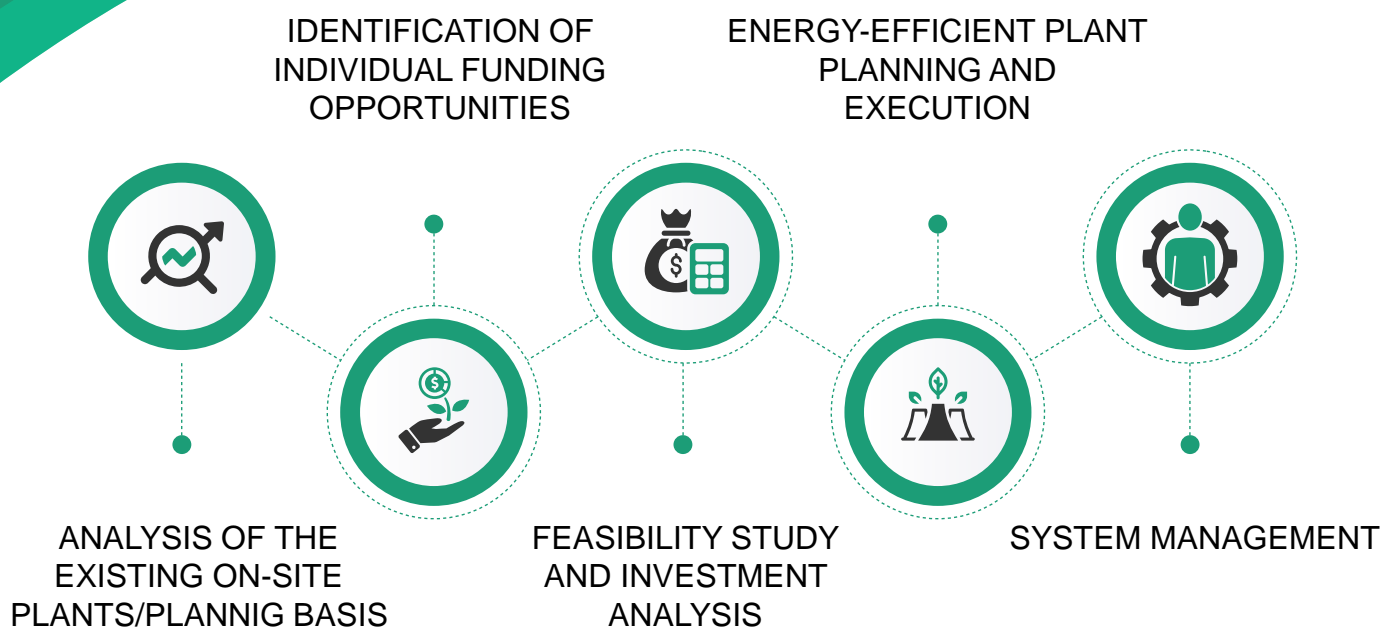 IDENTIFICATION OF
INDIVIDUAL FUNDING
OPPORTUNITIES
ENERGY-EFFICIENT PLANT
PLANNING AND
EXECUTION
$
$
ANALYSIS OF THE
EXISTING ON-SITE
PLANTS/PLANNIG BASIS
FEASIBILITY STUDY
AND INVESTMENT
ANALYSIS
SYSTEM MANAGEMENT